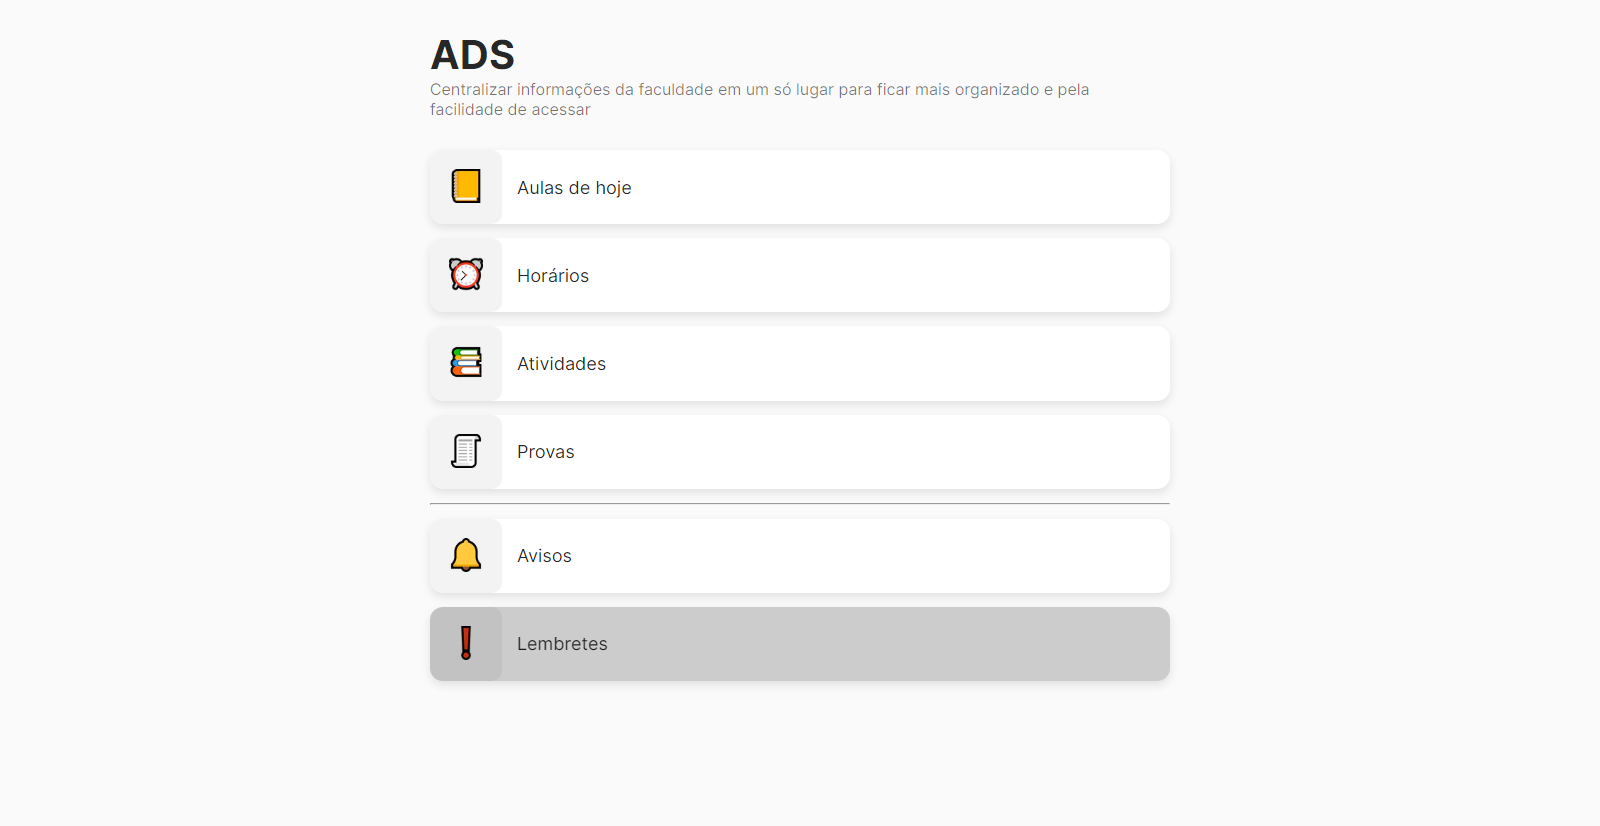 ADS
Centralizar informações da faculdade em um só lugar para ficar mais organizado e pela
facilidade de acessar
Aulas de hoje
Horários
Atividades
Provas
Avisos
Lembretes